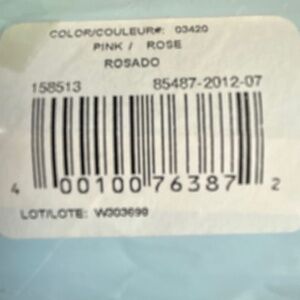 COLOR/COULEUR#: 03420
PINK / ROSE
ROSADO
158513 85487-2012-07
4 00100 76387 2
LOT/LOTE: W303699